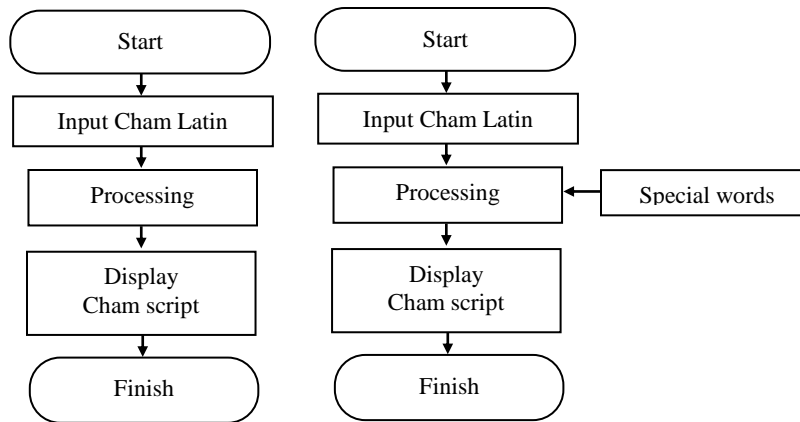 Start
Input Cham Latin
Processing
Display
Cham script
Finish
Start
Input Cham Latin
Processing
Special words
Display
Cham script
Finish